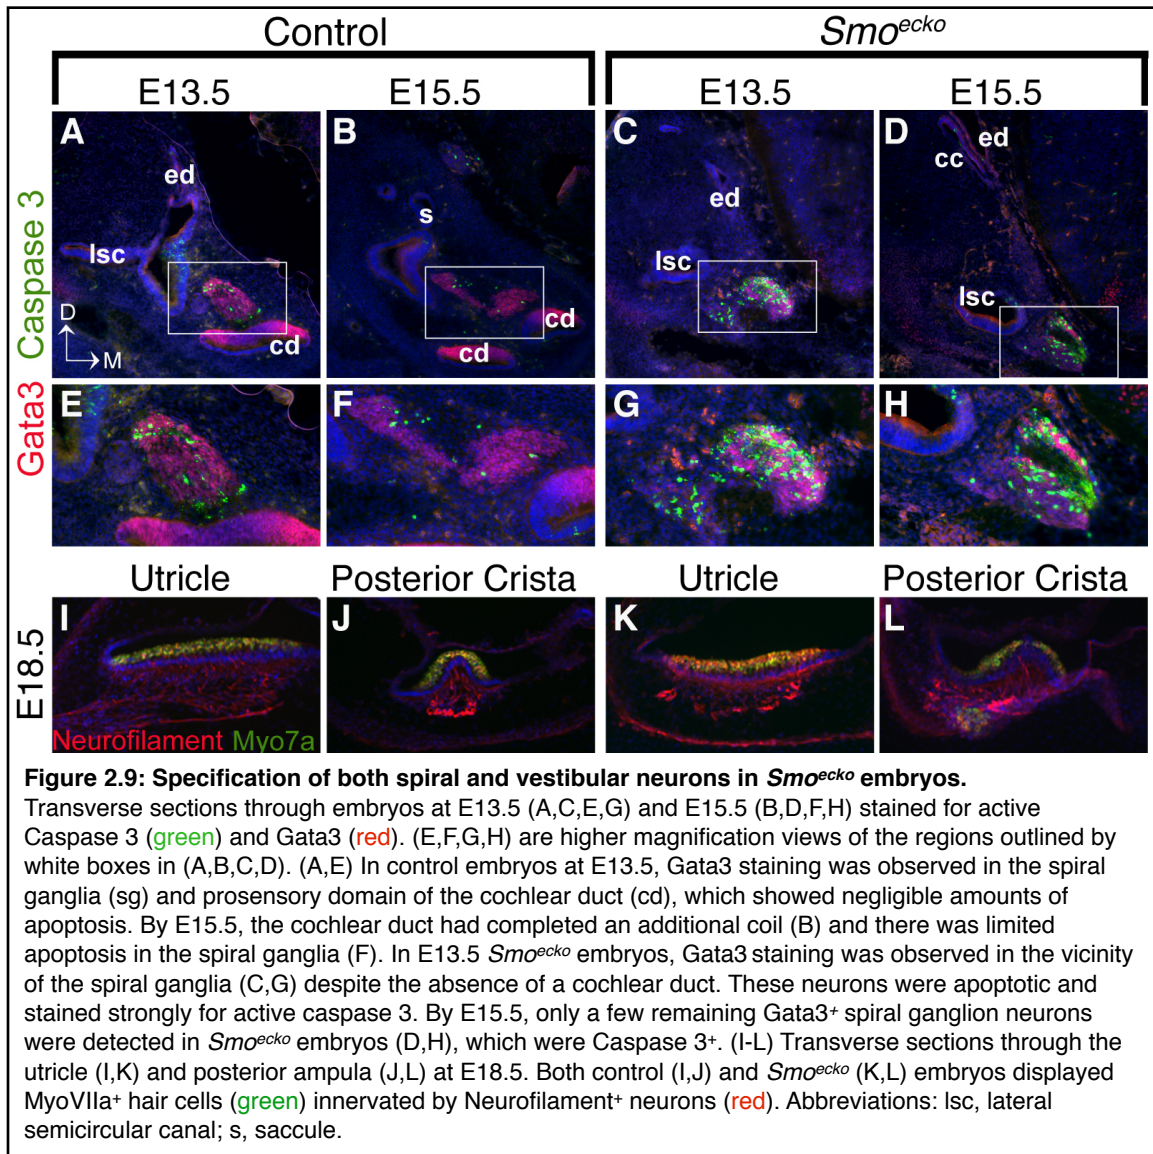 Control
Smo^ecko
E13.5
E15.5
E13.5
E15.5
Caspase 3
Gata3
A
ed
lsc
cd
D
M
B
s
cd
cd
C
ed
lsc
D
ed
cc
lsc
E
F
G
H
Utricle
Posterior Crista
Utricle
Posterior Crista
E18.5
I
Neurofilament Myo7a
J
K
L
Figure 2.9: Specification of both spiral and vestibular neurons in Smo^ecko embryos.
Transverse sections through embryos at E13.5 (A,C,E,G) and E15.5 (B,D,F,H) stained for active
Caspase 3 (green) and Gata3 (red). (E,F,G,H) are higher magnification views of the regions outlined by
white boxes in (A,B,C,D). (A,E) In control embryos at E13.5, Gata3 staining was observed in the spiral
ganglia (sg) and prosensory domain of the cochlear duct (cd), which showed negligible amounts of
apoptosis. By E15.5, the cochlear duct had completed an additional coil (B) and there was limited
apoptosis in the spiral ganglia (F). In E13.5 Smo^ecko embryos, Gata3 staining was observed in the vicinity
of the spiral ganglia (C,G) despite the absence of a cochlear duct. These neurons were apoptotic and
stained strongly for active caspase 3. By E15.5, only a few remaining Gata3⁺ spiral ganglion neurons
were detected in Smo^ecko embryos (D,H), which were Caspase 3⁺. (I-L) Transverse sections through the
utricle (I,K) and posterior ampula (J,L) at E18.5. Both control (I,J) and Smo^ecko (K,L) embryos displayed
MyoVIIa⁺ hair cells (green) innervated by Neurofilament⁺ neurons (red). Abbreviations: lsc, lateral
semicircular canal; s, saccule.